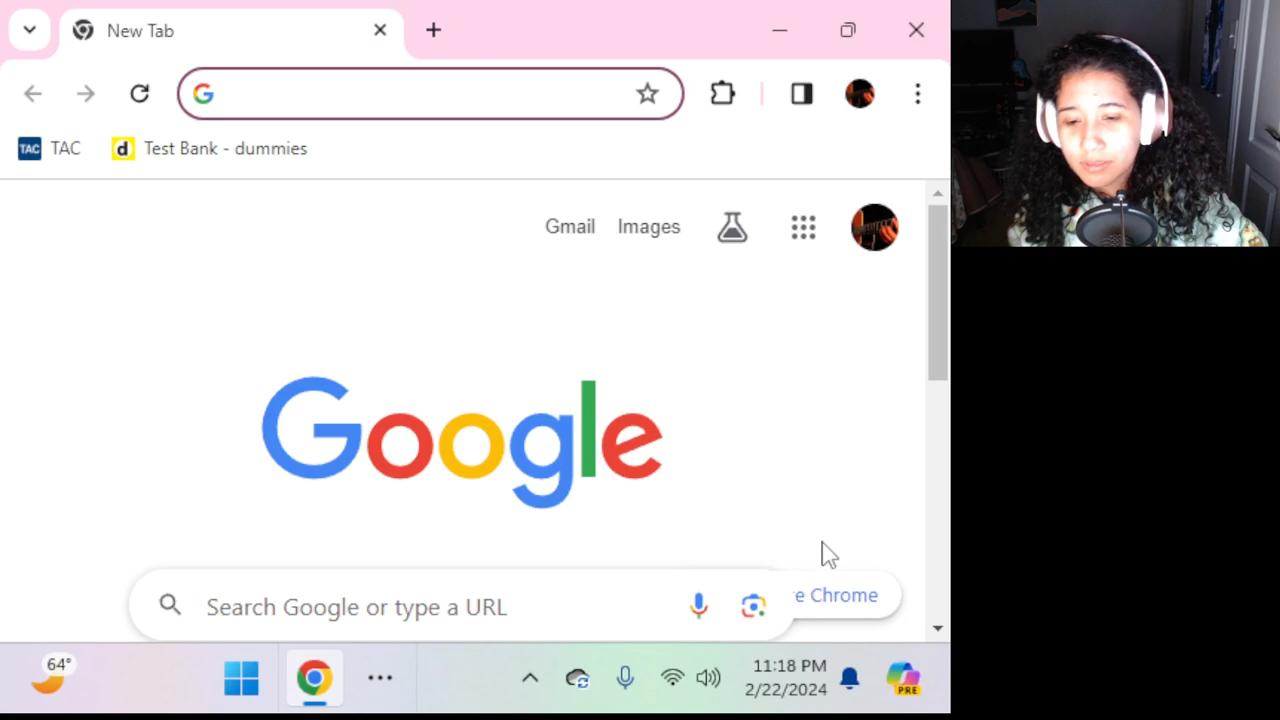 New Tab
TAC TAC
d Test Bank - dummies
Gmail Images
Google
Search Google or type a URL
e Chrome
64°
11:18 PM
2/22/2024
PRE